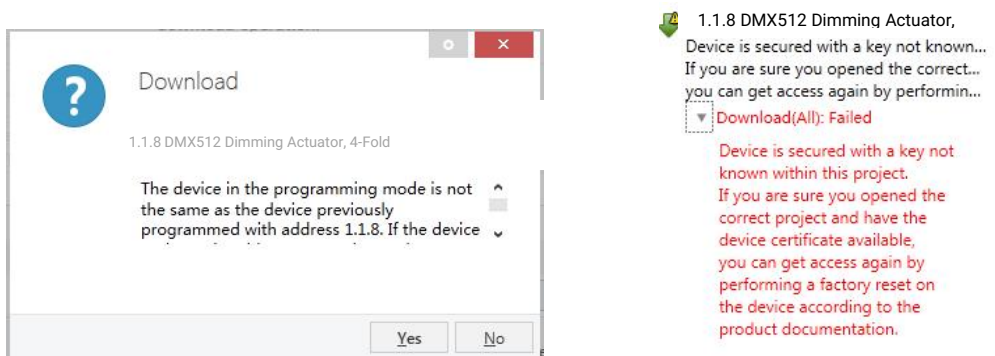 Download
1.1.8 DMX512 Dimming Actuator, 4-Fold
The device in the programming mode is not
the same as the device previously
programmed with address 1.1.8. If the device
Yes
No
1.1.8 DMX512 Dimming Actuator,
Device is secured with a key not known...
If you are sure you opened the correct...
you can get access again by performin...
Download(All): Failed
Device is secured with a key not
known within this project.
If you are sure you opened the
correct project and have the
device certificate available,
you can get access again by
performing a factory reset on
the device according to the
product documentation.